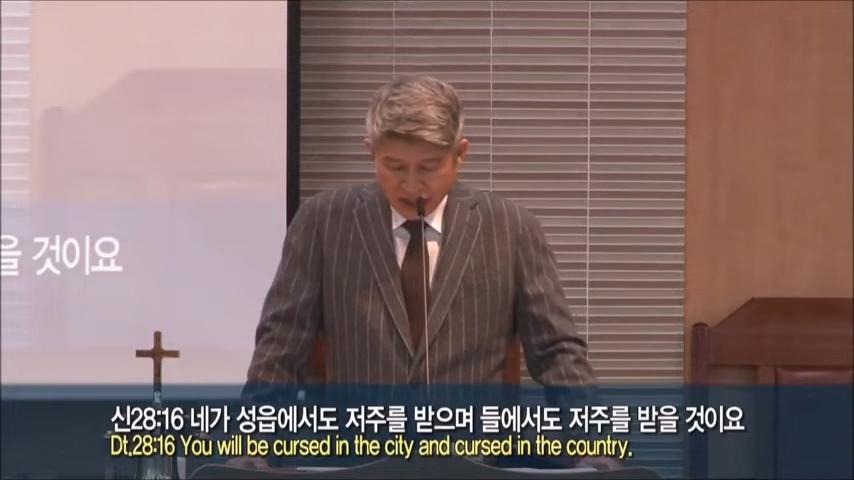 을 것이요
신28:16 네가 성읍에서도 저주를 받으며 들에서도 저주를 받을 것이요
Dt.28:16 You will be cursed in the city and cursed in the country.